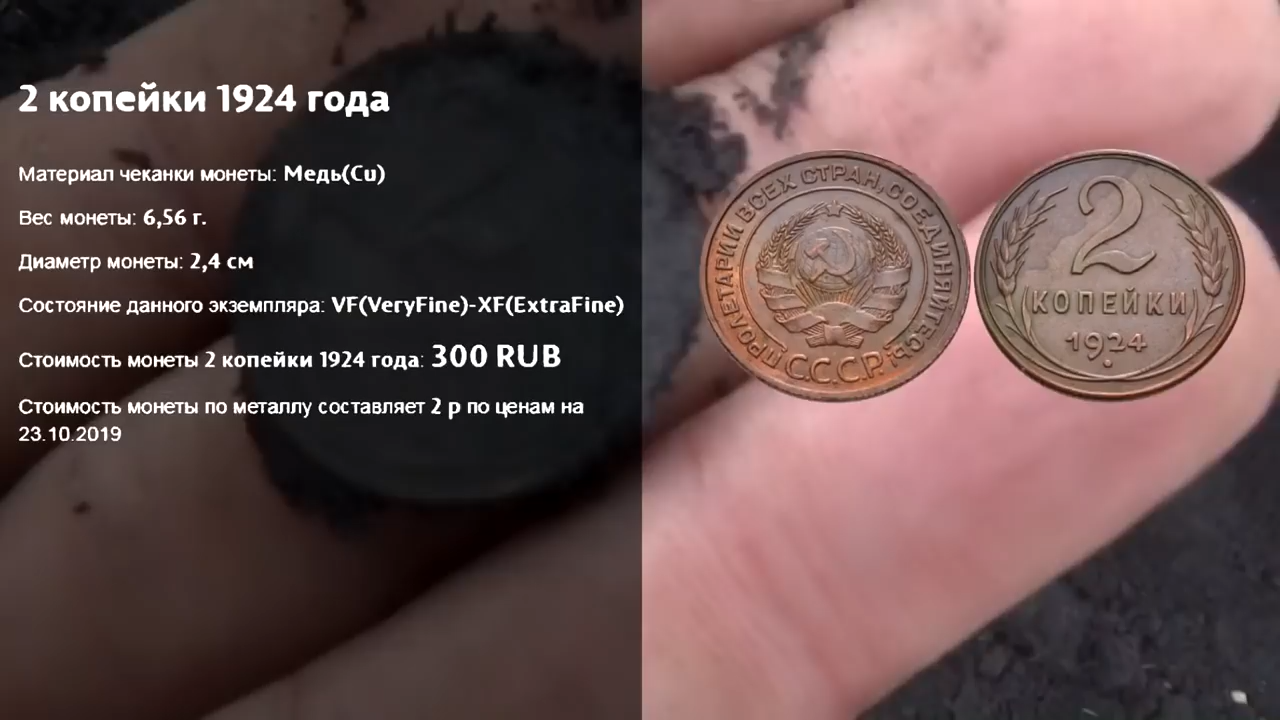 2 копейки 1924 года
Материал чеканки монеты: Медь(Cu)
Вес монеты: 6,56 г.
Диаметр монеты: 2,4 см
Состояние данного экземпляра: VF(VeryFine)-XF(ExtraFine)
Стоимость монеты 2 копейки 1924 года: 300 RUB
Стоимость монеты по металлу составляет 2 р по ценам на
23.10.2019
ПРОЛЕТАРИИ ВСЕХ СТРАН, СОЕДИНЯЙТЕСЬ!
С.С.С.Р.
2
КОПЕЙКИ
1924